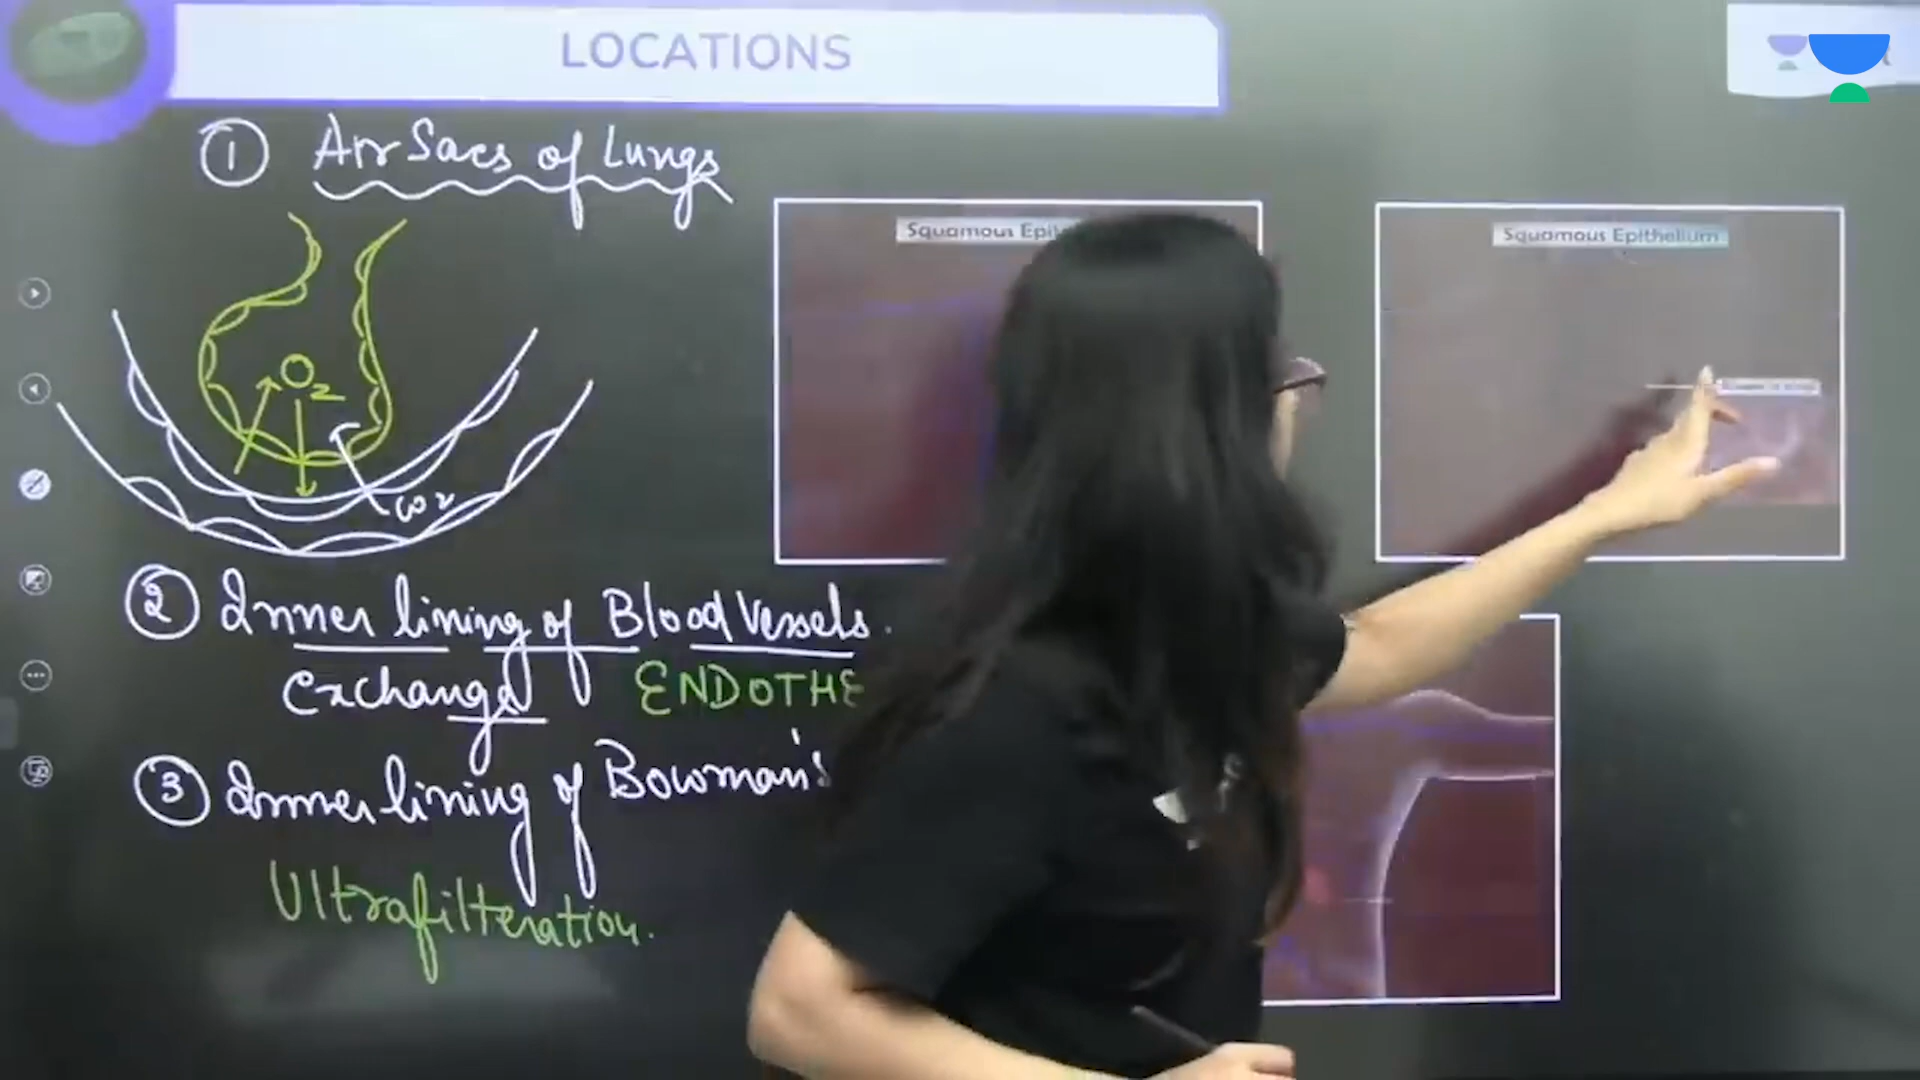 LOCATIONS
1 Air Sacs of Lungs
O2
CO2
Squamous
Squamous Epithelium
2 Inner lining of Blood Vessels.
Exchange
ENDOTHE
3 Inner lining of Bowman's
Ultrafilteration.